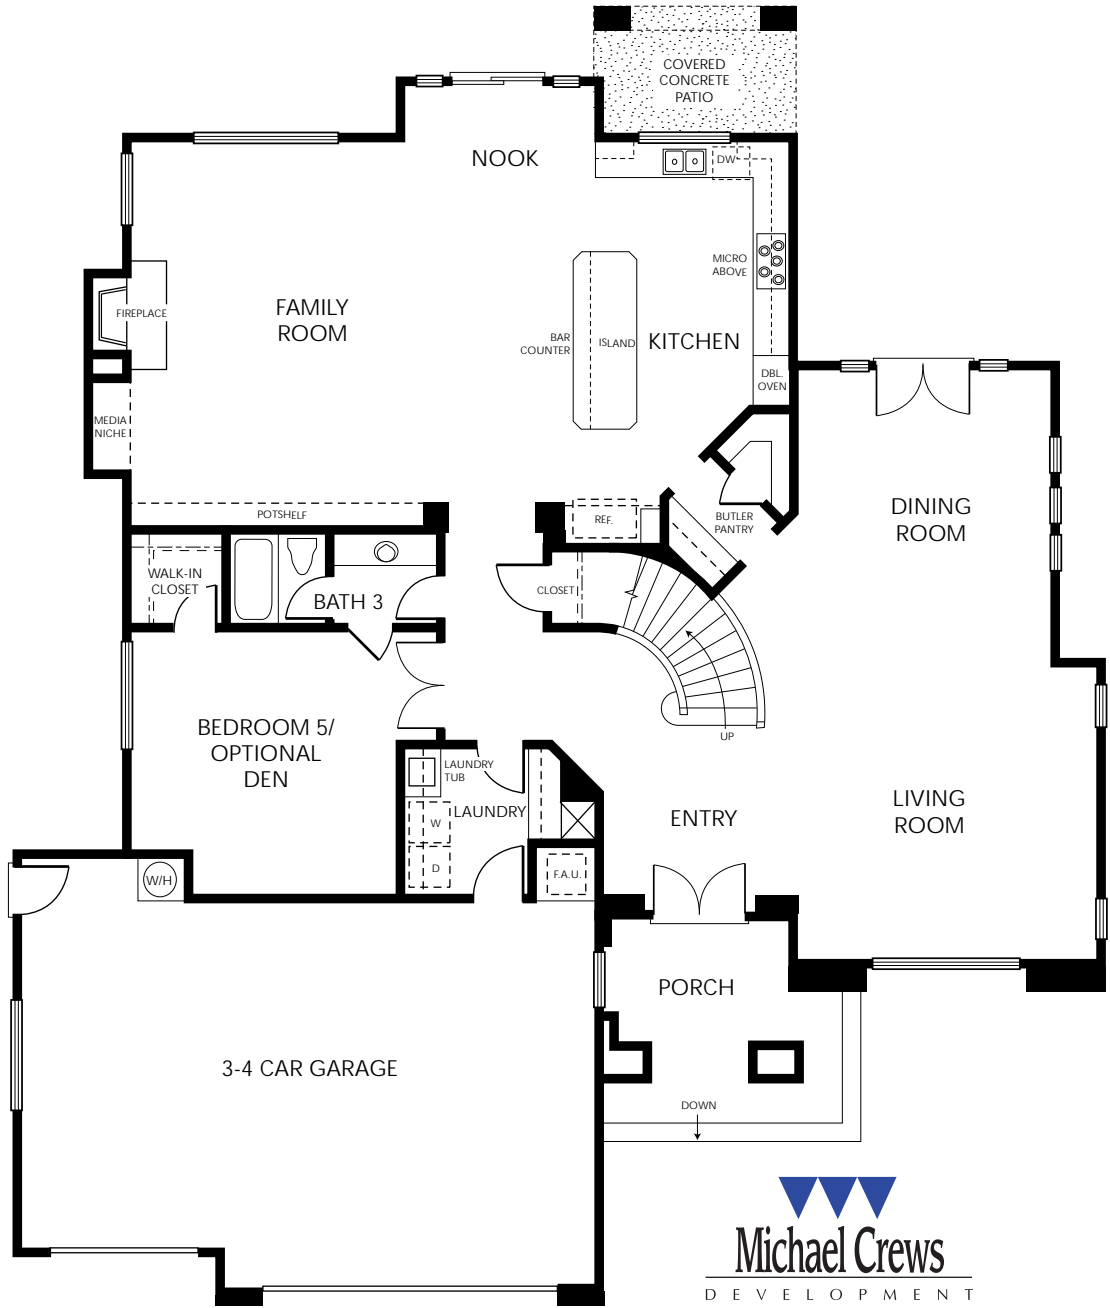 COVERED
CONCRETE
PATIO
NOOK
DW
MICRO
ABOVE
FAMILY
ROOM
FIREPLACE
BAR
COUNTER
ISLAND
KITCHEN
DBL.
OVEN
MEDIA
NICHE
POTSHELF
REF.
BUTLER
PANTRY
DINING
ROOM
WALK-IN
CLOSET
BATH 3
CLOSET
UP
BEDROOM 5/
OPTIONAL
DEN
LAUNDRY
TUB
LAUNDRY
W
D
F.A.U.
ENTRY
LIVING
ROOM
W/H
PORCH
3-4 CAR GARAGE
DOWN
Michael Crews
DEVELOPMENT